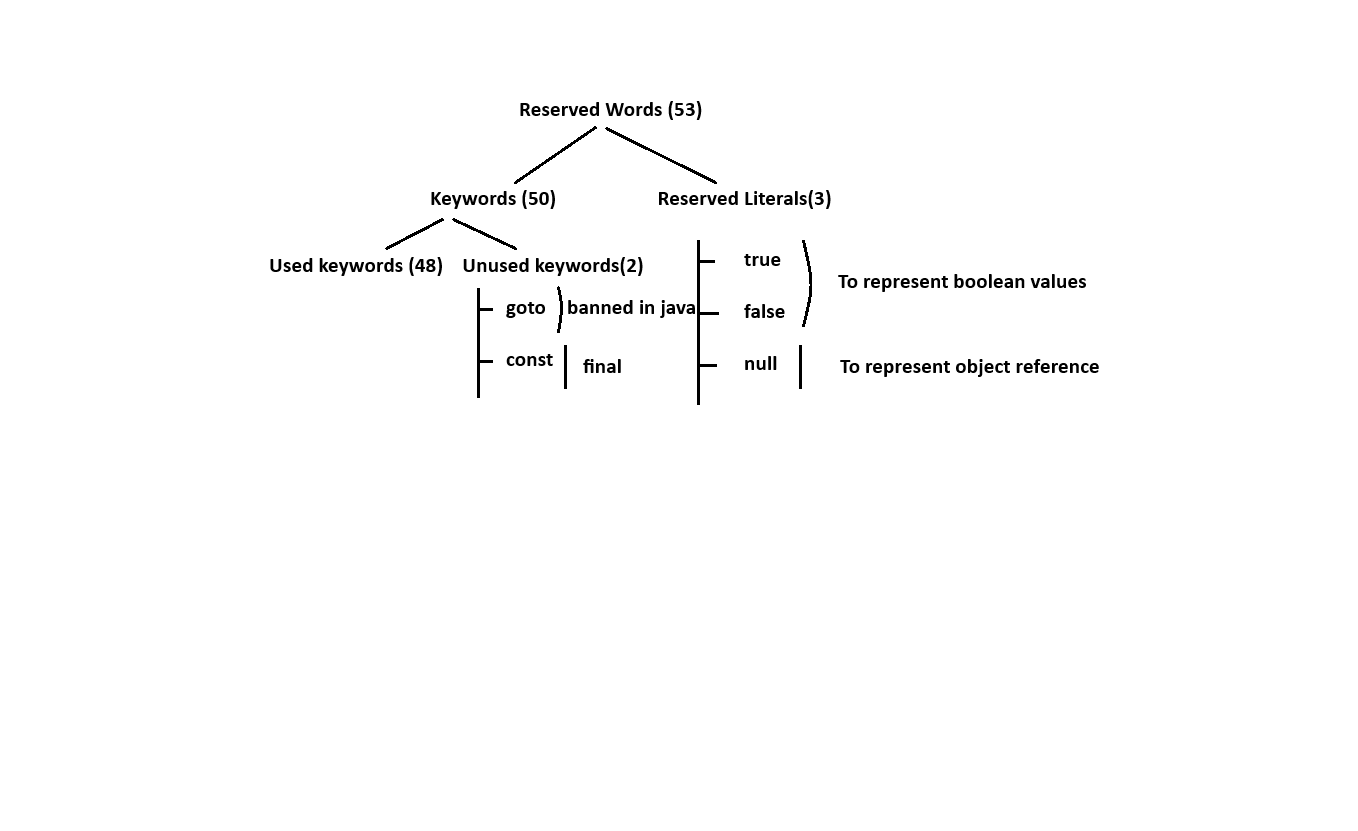 Reserved Words (53)
Keywords (50)
Reserved Literals(3)
Used keywords (48)
Unused keywords(2)
goto
banned in java
const
final
true
false
To represent boolean values
null
To represent object reference